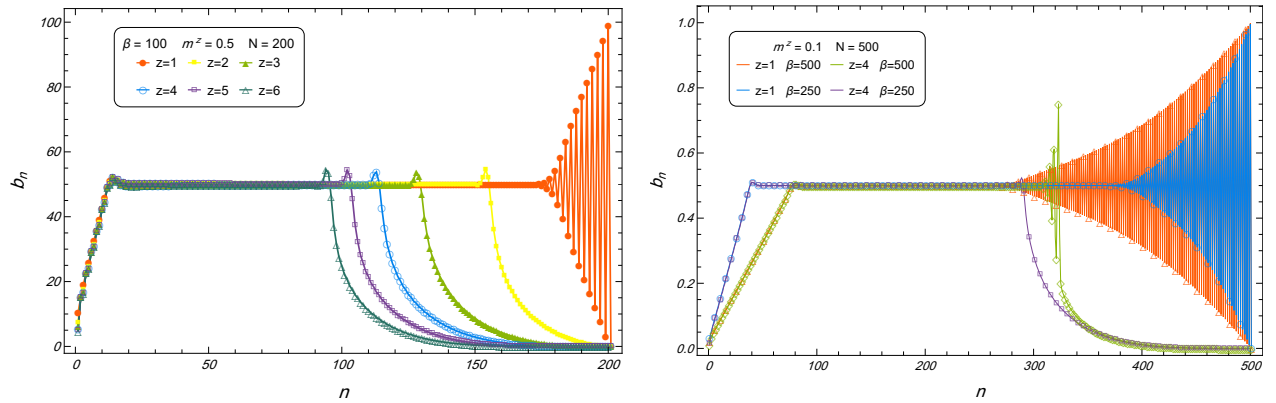 β = 100 m^z = 0.5 N = 200
z=1 z=2 z=3
z=4 z=5 z=6
100
80
60
40
20
0
b_n
0 50 100 150 200
n
m^z = 0.1 N = 500
z=1 β=500 z=4 β=500
z=1 β=250 z=4 β=250
1.0
0.8
0.6
0.4
0.2
0.0
b_n
0 100 200 300 400 500
n